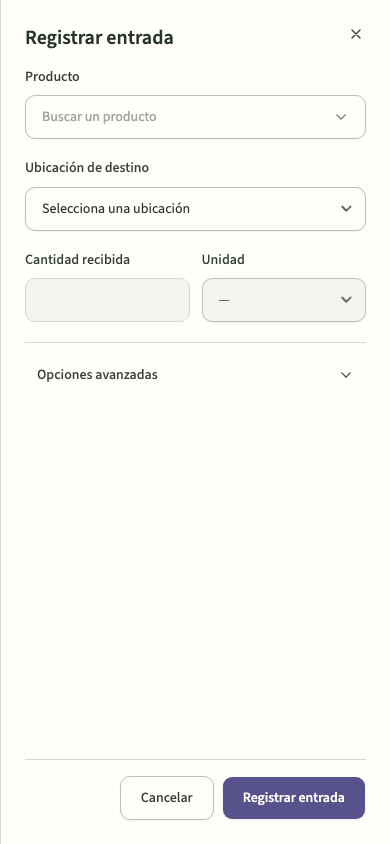 Registrar entrada
Producto
Buscar un producto
Ubicación de destino
Selecciona una ubicación
Cantidad recibida Unidad
—
Opciones avanzadas
Cancelar Registrar entrada